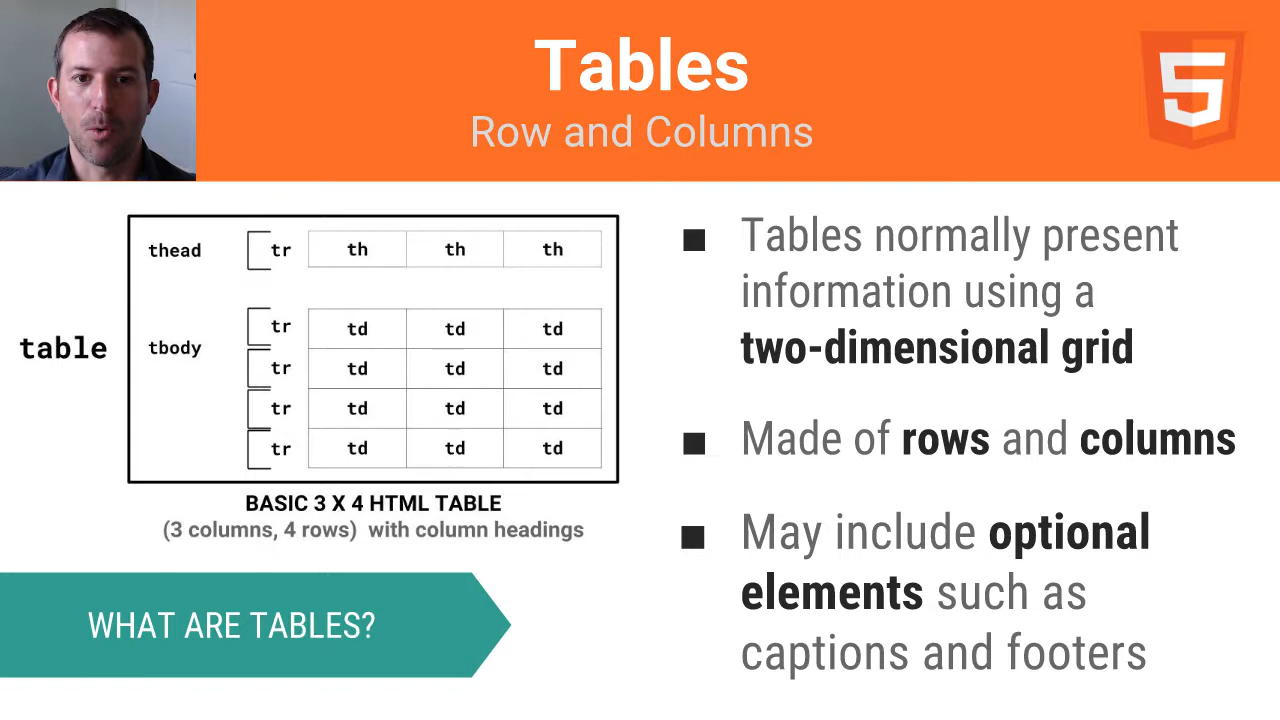 Tables
Row and Columns
5
thead tr th th th
table tbody tr td td td
tr td td td
tr td td td
tr td td td
BASIC 3 X 4 HTML TABLE
(3 columns, 4 rows) with column headings
WHAT ARE TABLES?
■ Tables normally present
information using a
two-dimensional grid
■ Made of rows and columns
■ May include optional
elements such as
captions and footers